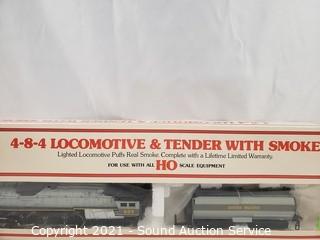 4-8-4 LOCOMOTIVE & TENDER WITH SMOKE
Lighted Locomotive Puffs Real Smoke. Complete with a Lifetime Limited Warranty.
FOR USE WITH ALL HO SCALE EQUIPMENT
Copyright 2021 - Sound Auction Service